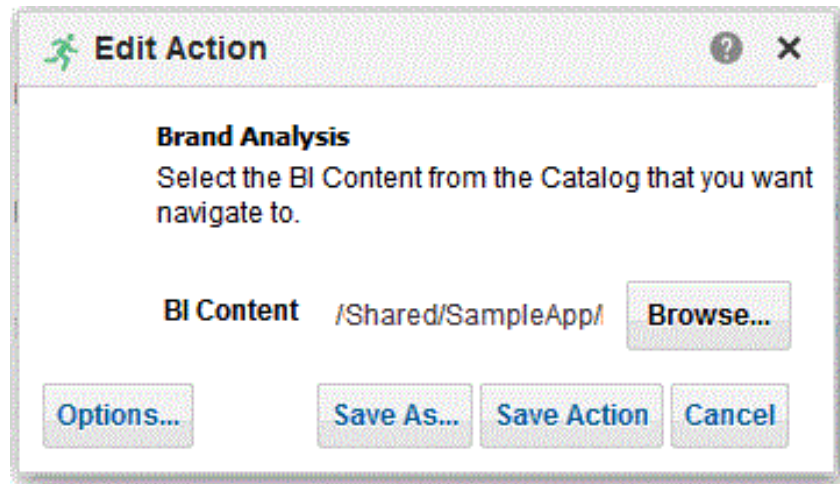 Edit Action
Brand Analysis
Select the BI Content from the Catalog that you want
navigate to.
BI Content /Shared/SampleApp/ Browse...
Options... Save As... Save Action Cancel